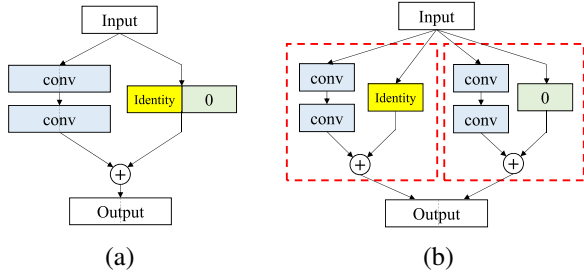 Input
conv
conv
Identity
0
+
Output
(a)
Input
conv
conv
Identity
+
conv
conv
0
+
Output
(b)